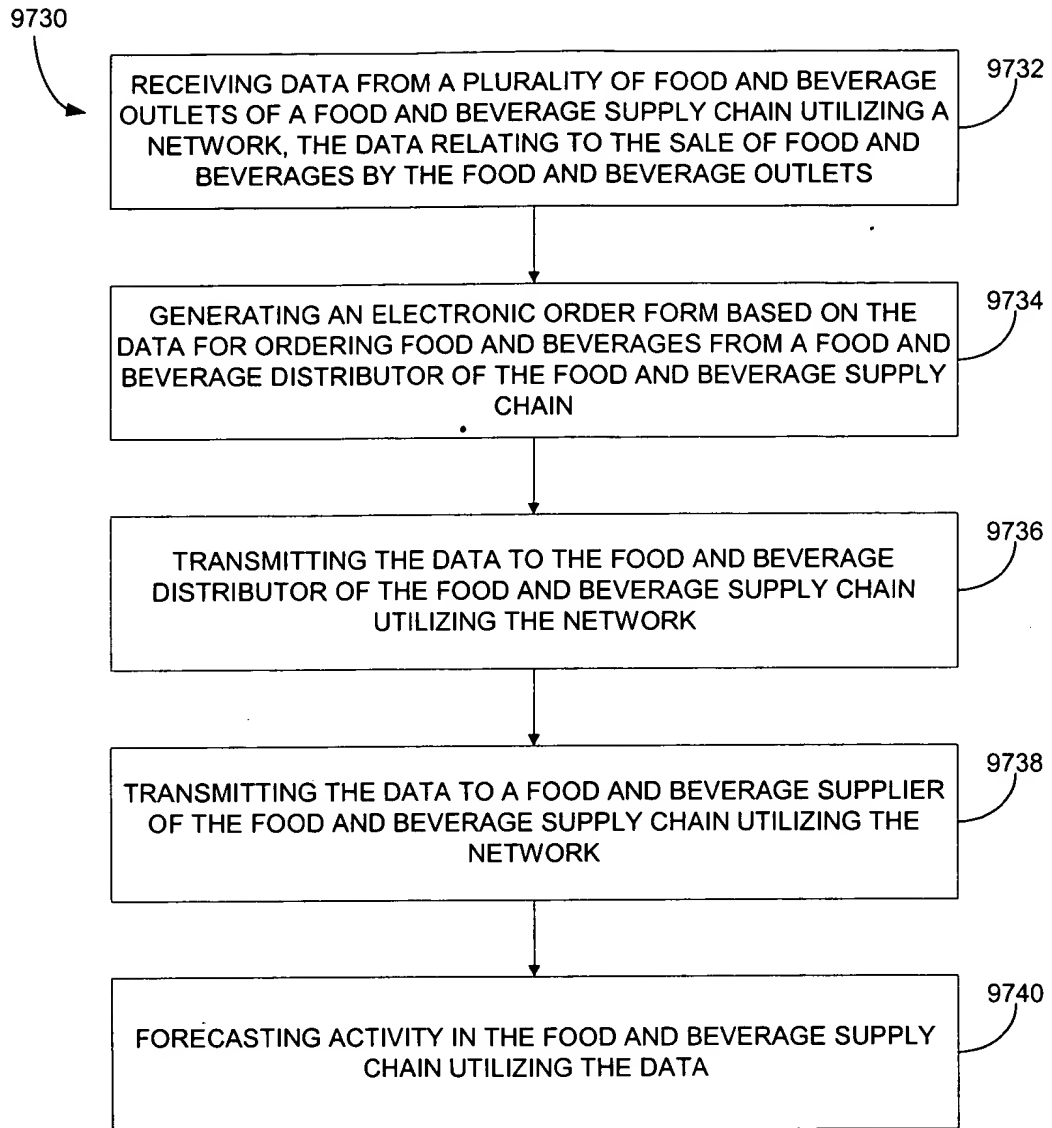 9730
RECEIVING DATA FROM A PLURALITY OF FOOD AND BEVERAGE
OUTLETS OF A FOOD AND BEVERAGE SUPPLY CHAIN UTILIZING A
NETWORK, THE DATA RELATING TO THE SALE OF FOOD AND
BEVERAGES BY THE FOOD AND BEVERAGE OUTLETS
9732
GENERATING AN ELECTRONIC ORDER FORM BASED ON THE
DATA FOR ORDERING FOOD AND BEVERAGES FROM A FOOD AND
BEVERAGE DISTRIBUTOR OF THE FOOD AND BEVERAGE SUPPLY
CHAIN
9734
TRANSMITTING THE DATA TO THE FOOD AND BEVERAGE
DISTRIBUTOR OF THE FOOD AND BEVERAGE SUPPLY CHAIN
UTILIZING THE NETWORK
9736
TRANSMITTING THE DATA TO A FOOD AND BEVERAGE SUPPLIER
OF THE FOOD AND BEVERAGE SUPPLY CHAIN UTILIZING THE
NETWORK
9738
FORECASTING ACTIVITY IN THE FOOD AND BEVERAGE SUPPLY
CHAIN UTILIZING THE DATA
9740